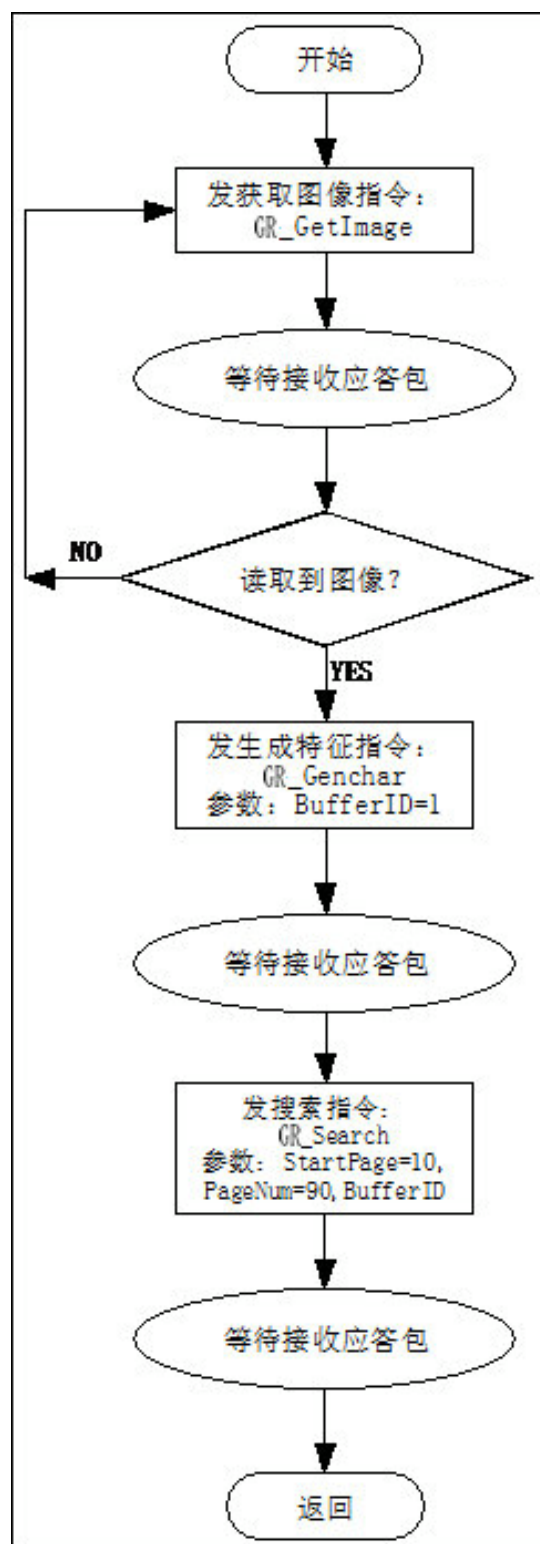 开始
发获取图像指令：
GR_GetImage
等待接收应答包
读取到图像？
NO
YES
发生成特征指令：
GR_Genchar
参数：BufferID=1
等待接收应答包
发搜索指令：
GR_Search
参数：StartPage=10,
PageNum=90,BufferID
等待接收应答包
返回